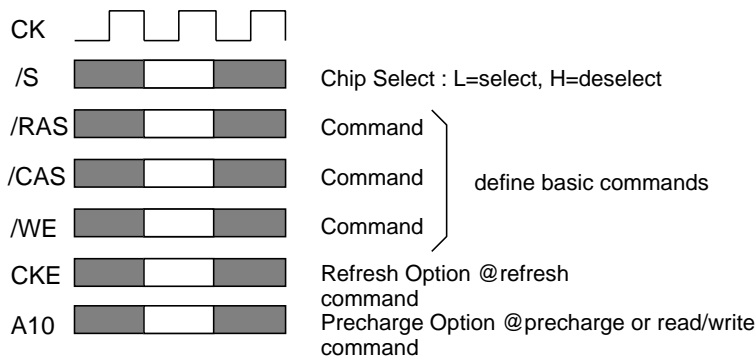 CK
/S Chip Select : L=select, H=deselect
/RAS Command
/CAS Command define basic commands
/WE Command
CKE Refresh Option @refresh
command
A10 Precharge Option @precharge or read/write
command